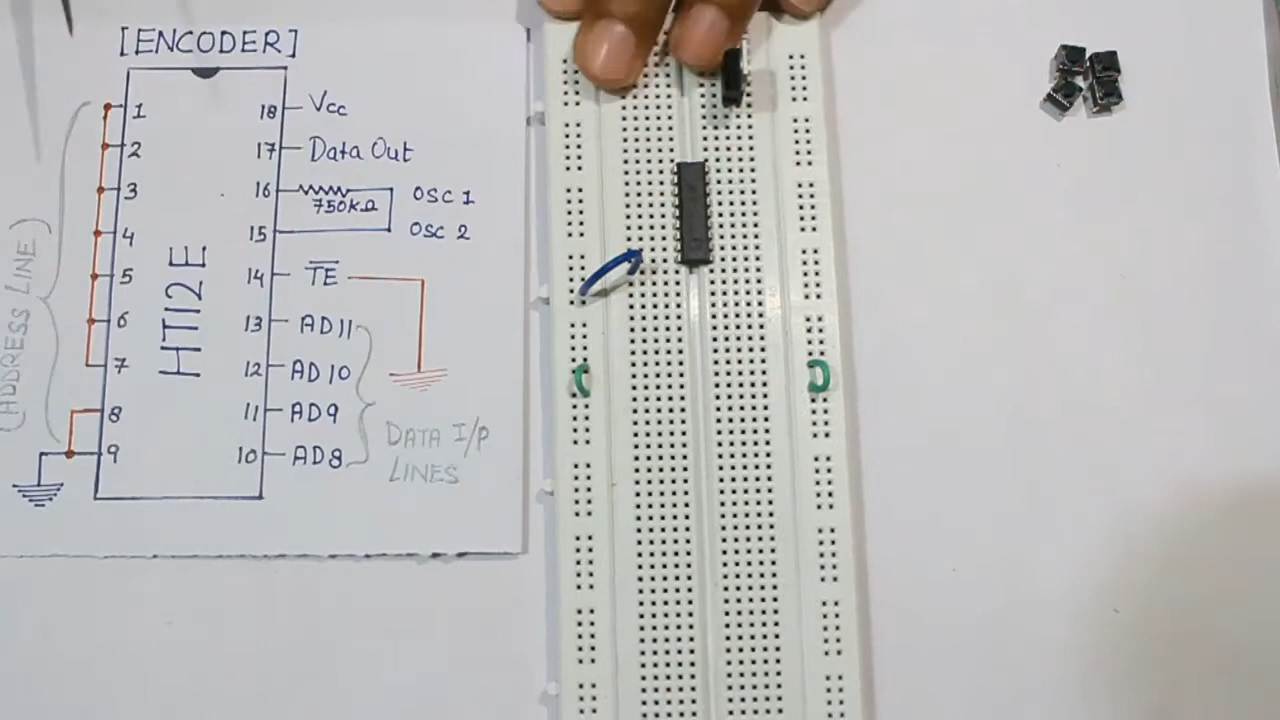 [ENCODER]
1
2
3
4
5
6
7
8
9
(ADDRESS LINE)
HT12E
18 Vcc
17 Data Out
16 750KΩ OSC 1
15 OSC 2
14 TE
13 AD11
12 AD10
11 AD9
10 AD8
DATA I/P
LINES